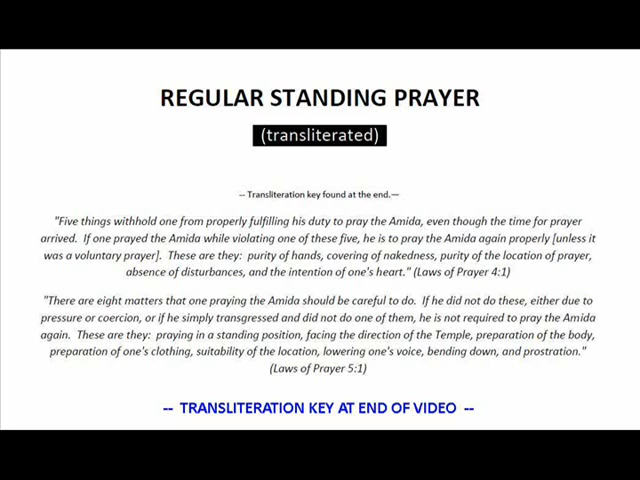 REGULAR STANDING PRAYER
(transliterated)
-- Transliteration key found at the end.—
"Five things withhold one from properly fulfilling his duty to pray the Amida, even though the time for prayer
arrived.  If one prayed the Amida while violating one of these five, he is to pray the Amida again properly [unless it
was a voluntary prayer].  These are they:  purity of hands, covering of nakedness, purity of the location of prayer,
absence of disturbances, and the intention of one's heart." (Laws of Prayer 4:1)
"There are eight matters that one praying the Amida should be careful to do.  If he did not do these, either due to
pressure or coercion, or if he simply transgressed and did not do one of them, he is not required to pray the Amida
again.  These are they:  praying in a standing position, facing the direction of the Temple, preparation of the body,
preparation of one's clothing, suitability of the location, lowering one's voice, bending down, and prostration."
(Laws of Prayer 5:1)
-- TRANSLITERATION KEY AT END OF VIDEO --